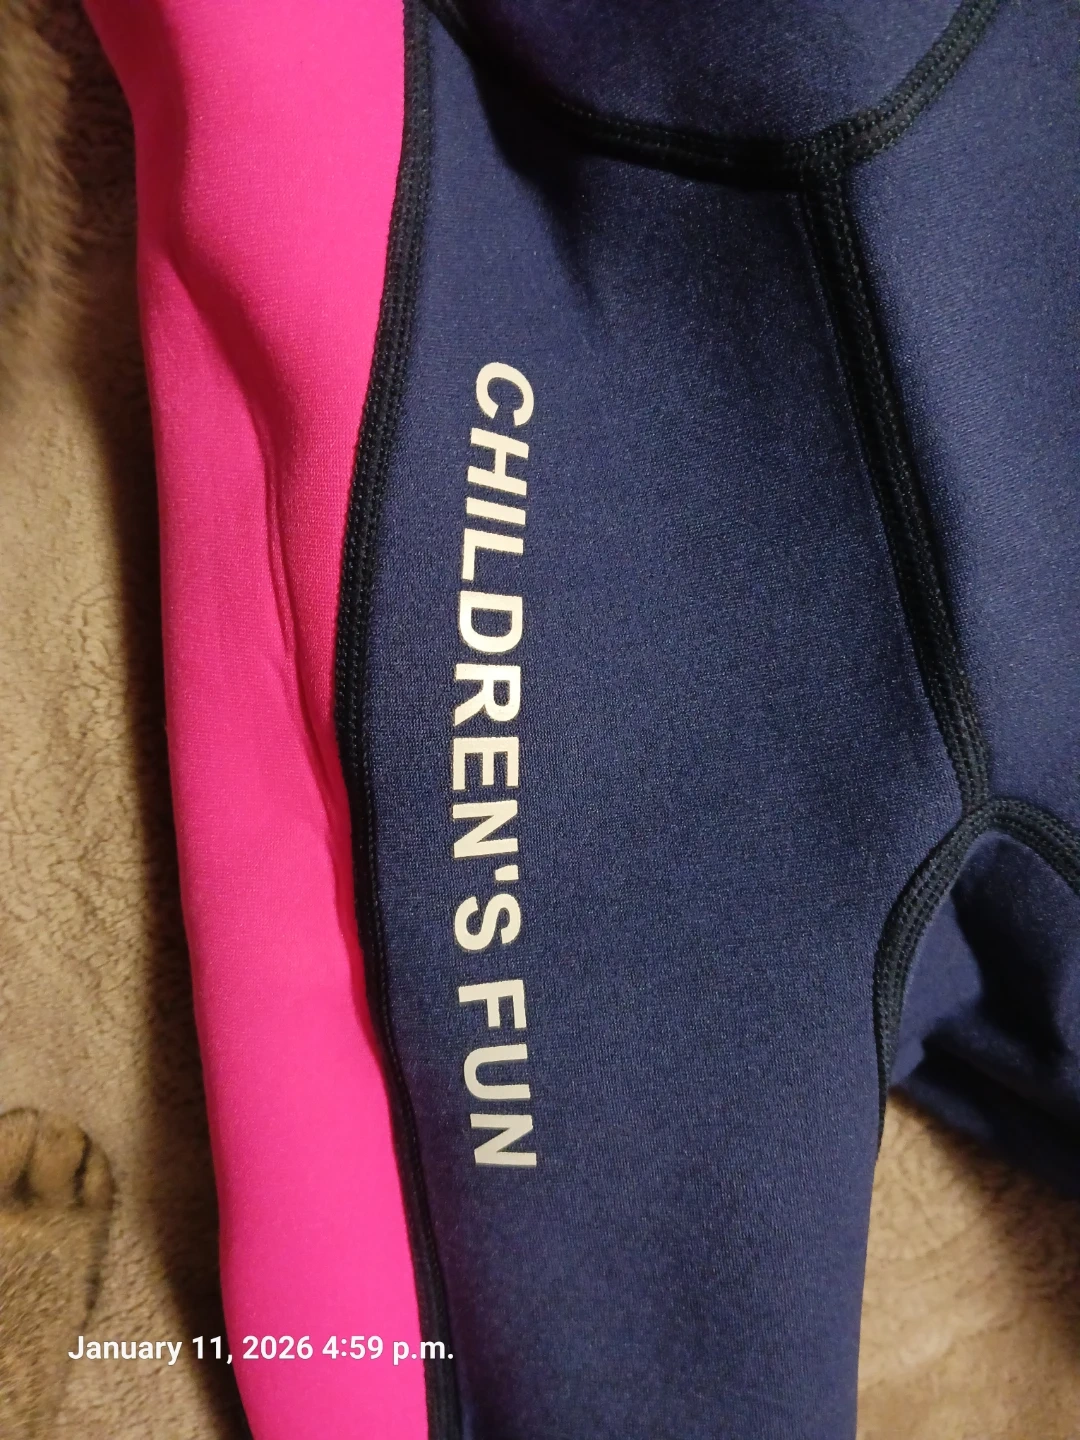 CHILDREN'S FUN
January 11, 2026 4:59 p.m.